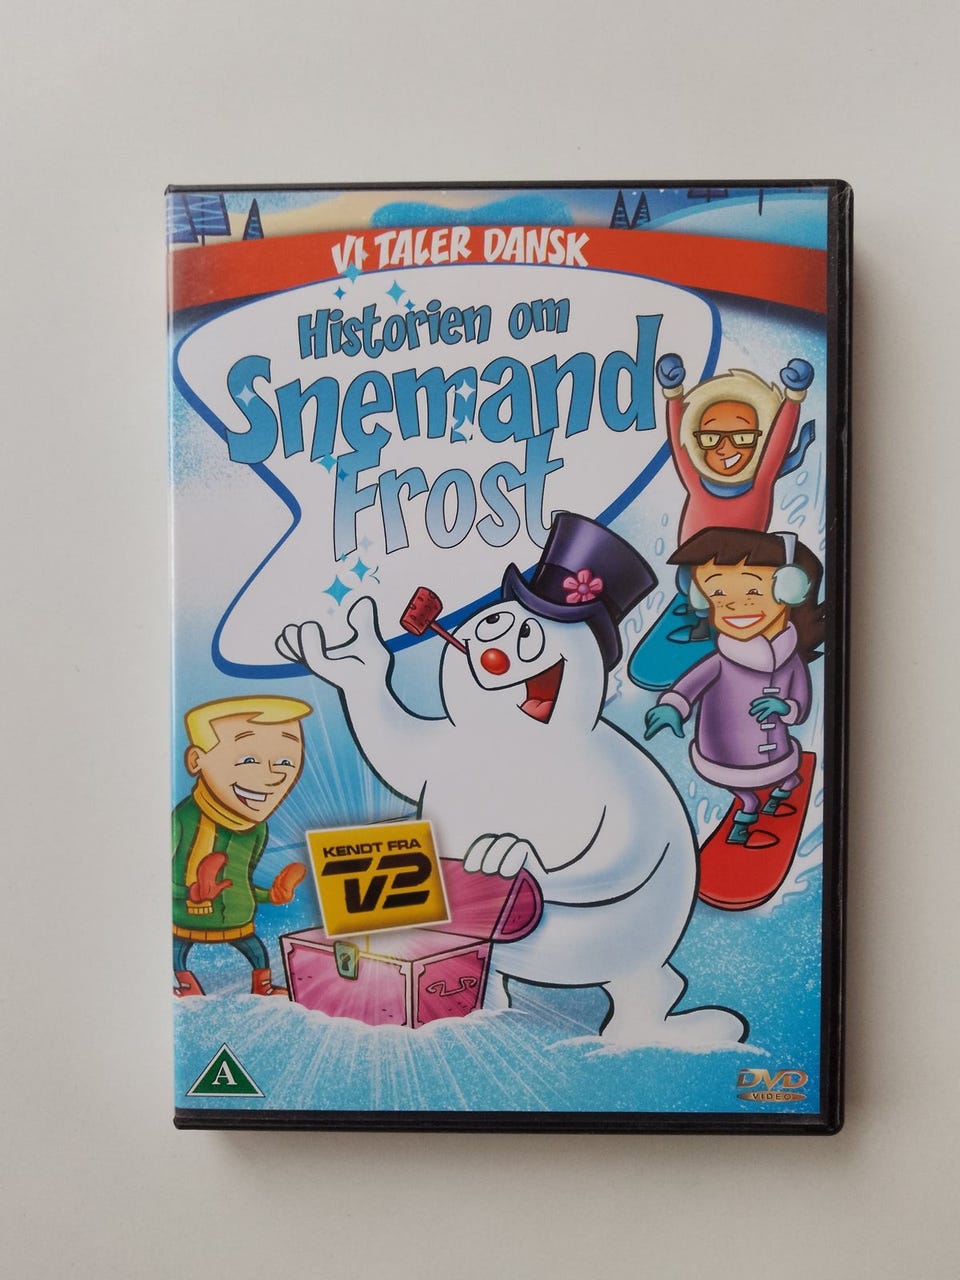 VI TALER DANSK
Historien om
Snemand
Frost
KENDT FRA
TV2
A
DVD
VIDEO